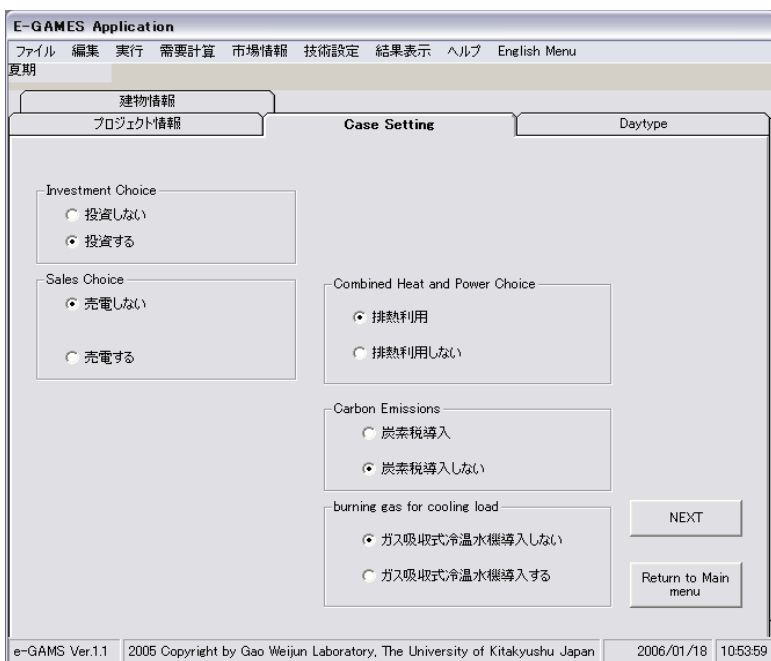 E-GAMES Application
ファイル 編集 実行 需要計算 市場情報 技術設定 結果表示 ヘルプ English Menu
夏期
建物情報
プロジェクト情報 Case Setting Daytype
Investment Choice
投資しない
投資する
Sales Choice
売電しない
売電する
Combined Heat and Power Choice
排熱利用
排熱利用しない
Carbon Emissions
炭素税導入
炭素税導入しない
burning gas for cooling load
ガス吸収式冷温水機導入しない
ガス吸収式冷温水機導入する
NEXT
Return to Main
menu
e-GAMS Ver.1.1 2005 Copyright by Gao Weijun Laboratory, The University of Kitakyushu Japan 2006/01/18 10:53:59